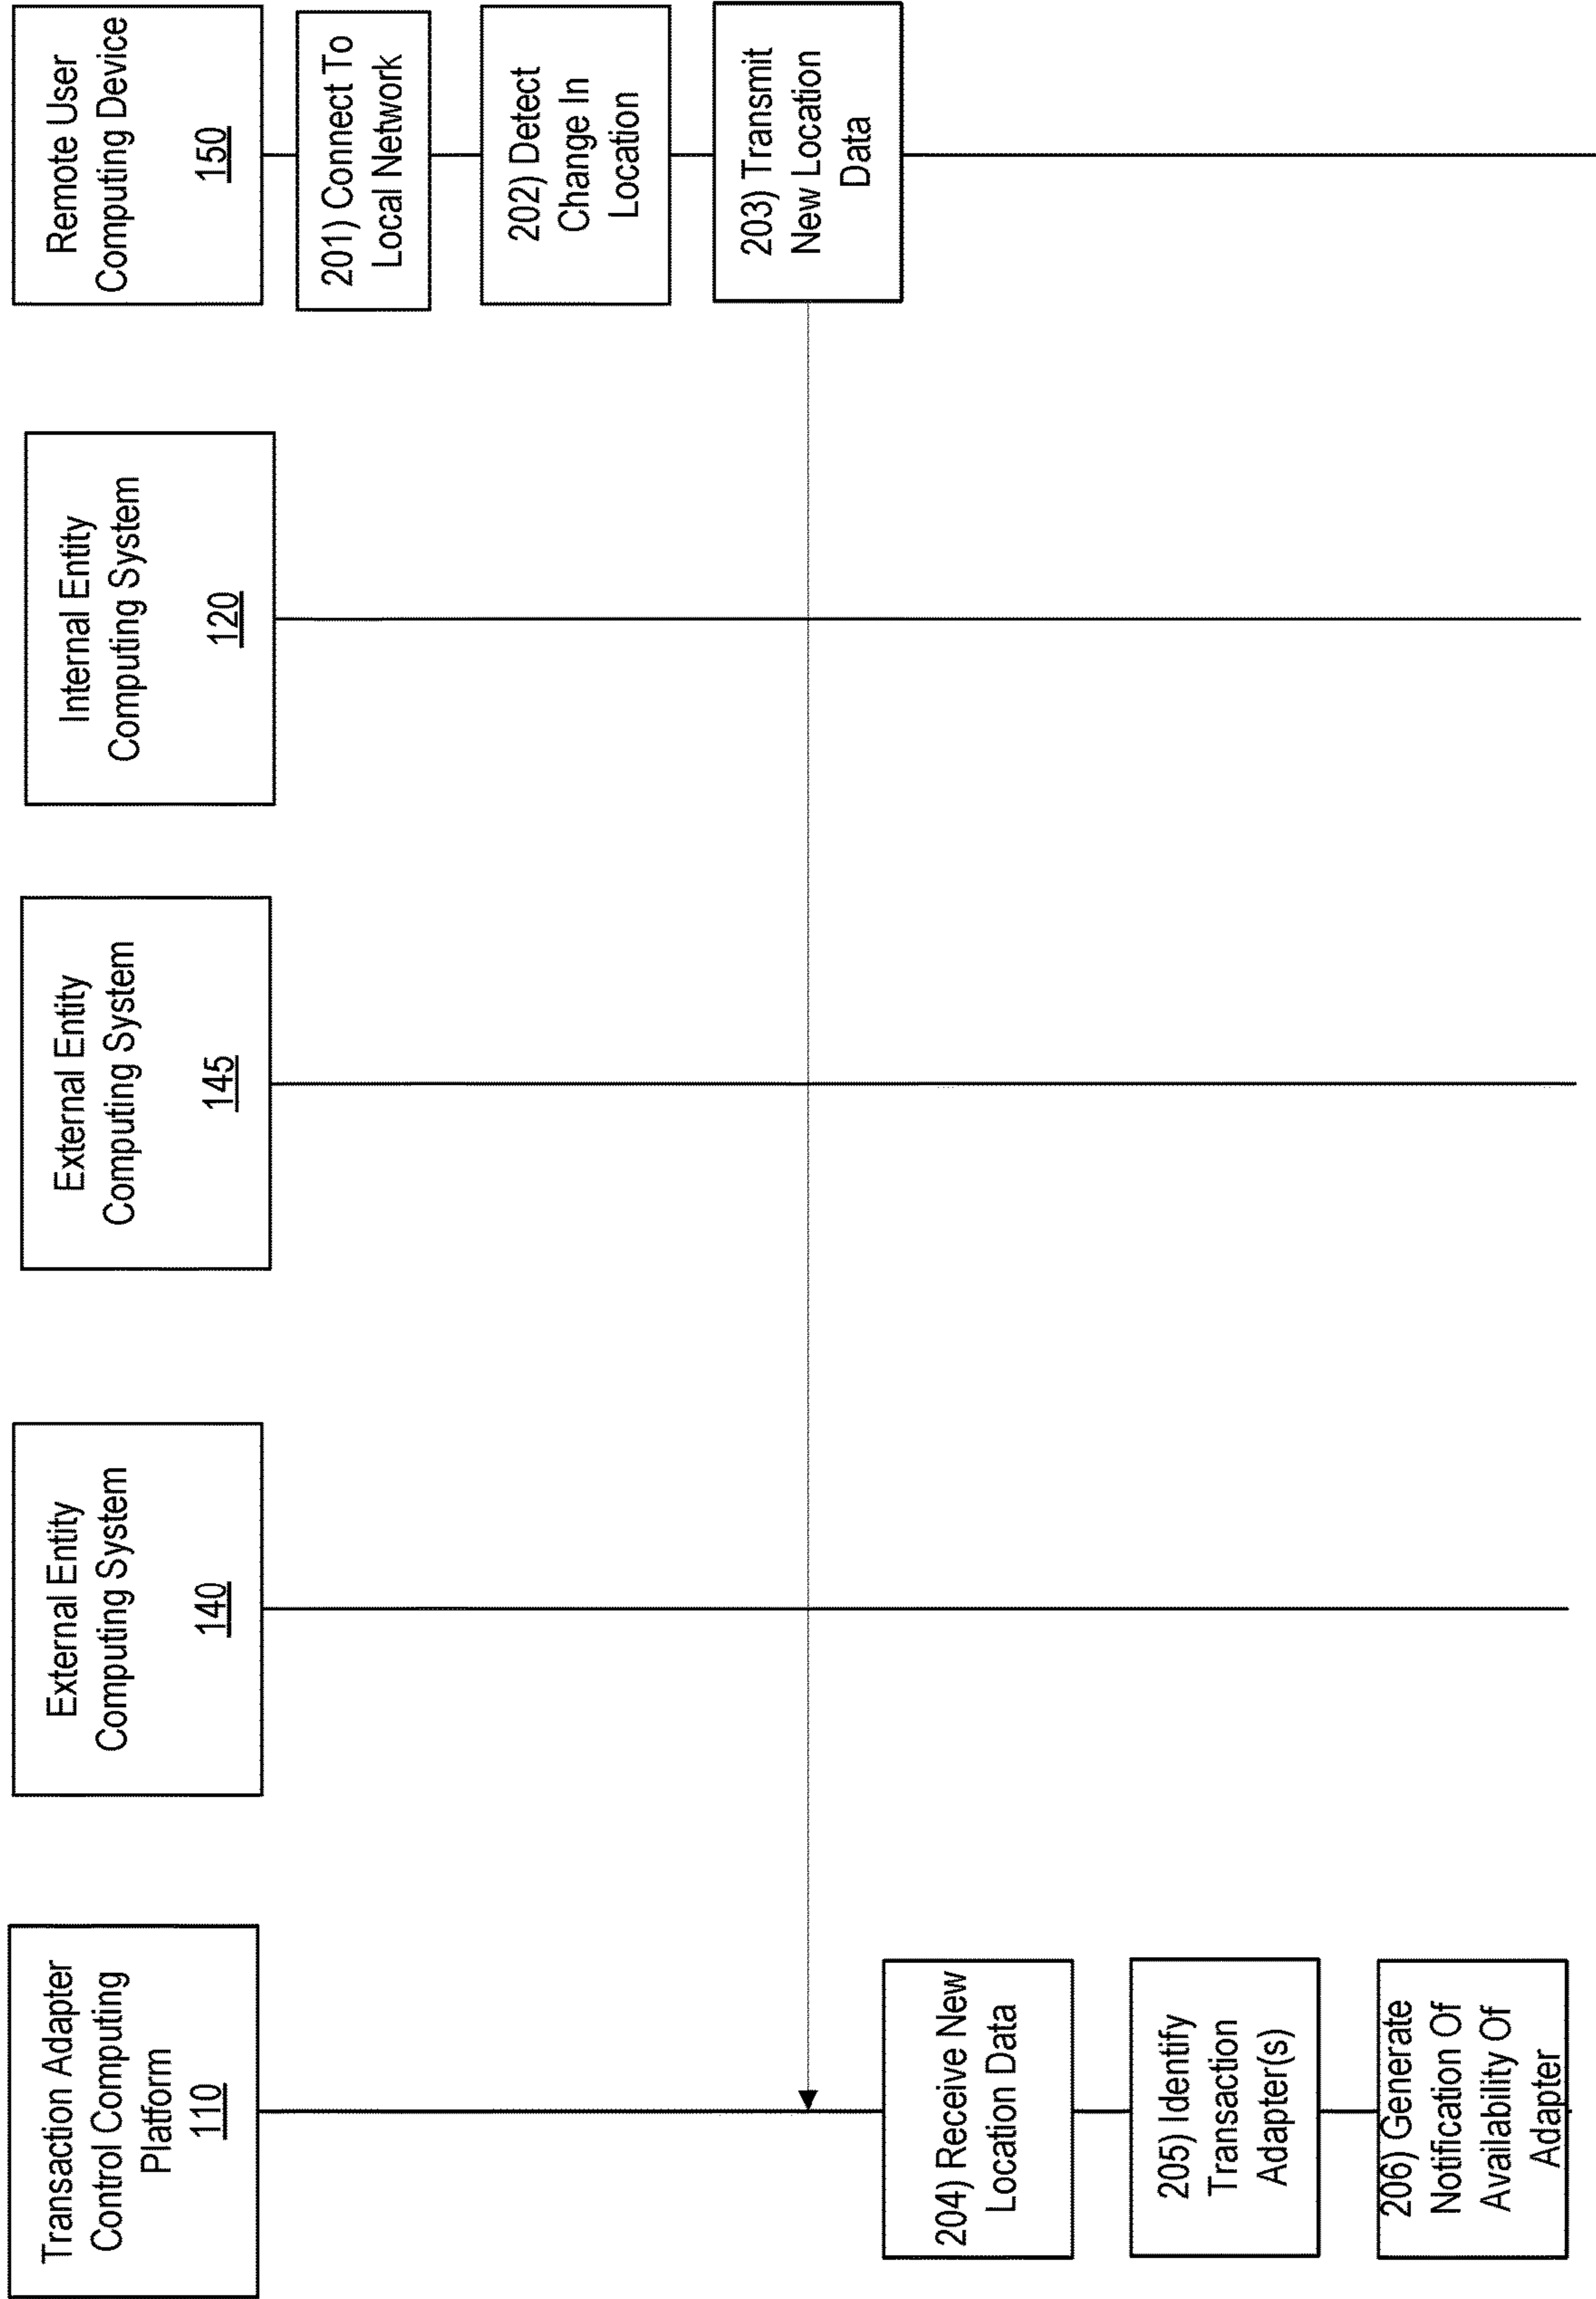 Transaction Adapter
Control Computing
Platform
110
External Entity
Computing System
140
External Entity
Computing System
145
Internal Entity
Computing System
120
Remote User
Computing Device
150
201) Connect To
Local Network
202) Detect
Change In
Location
203) Transmit
New Location
Data
204) Receive New
Location Data
205) Identify
Transaction
Adapter(s)
206) Generate
Notification Of
Availability Of
Adapter